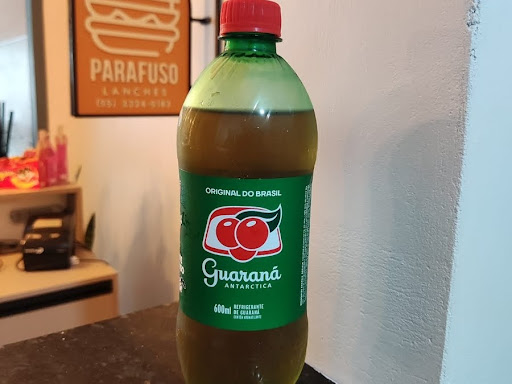 PARAFUSO
LANCHES
ORIGINAL DO BRASIL
Guaraná
ANTARCTICA
600ml
REFRIGERANTE
DE GUARANÁ